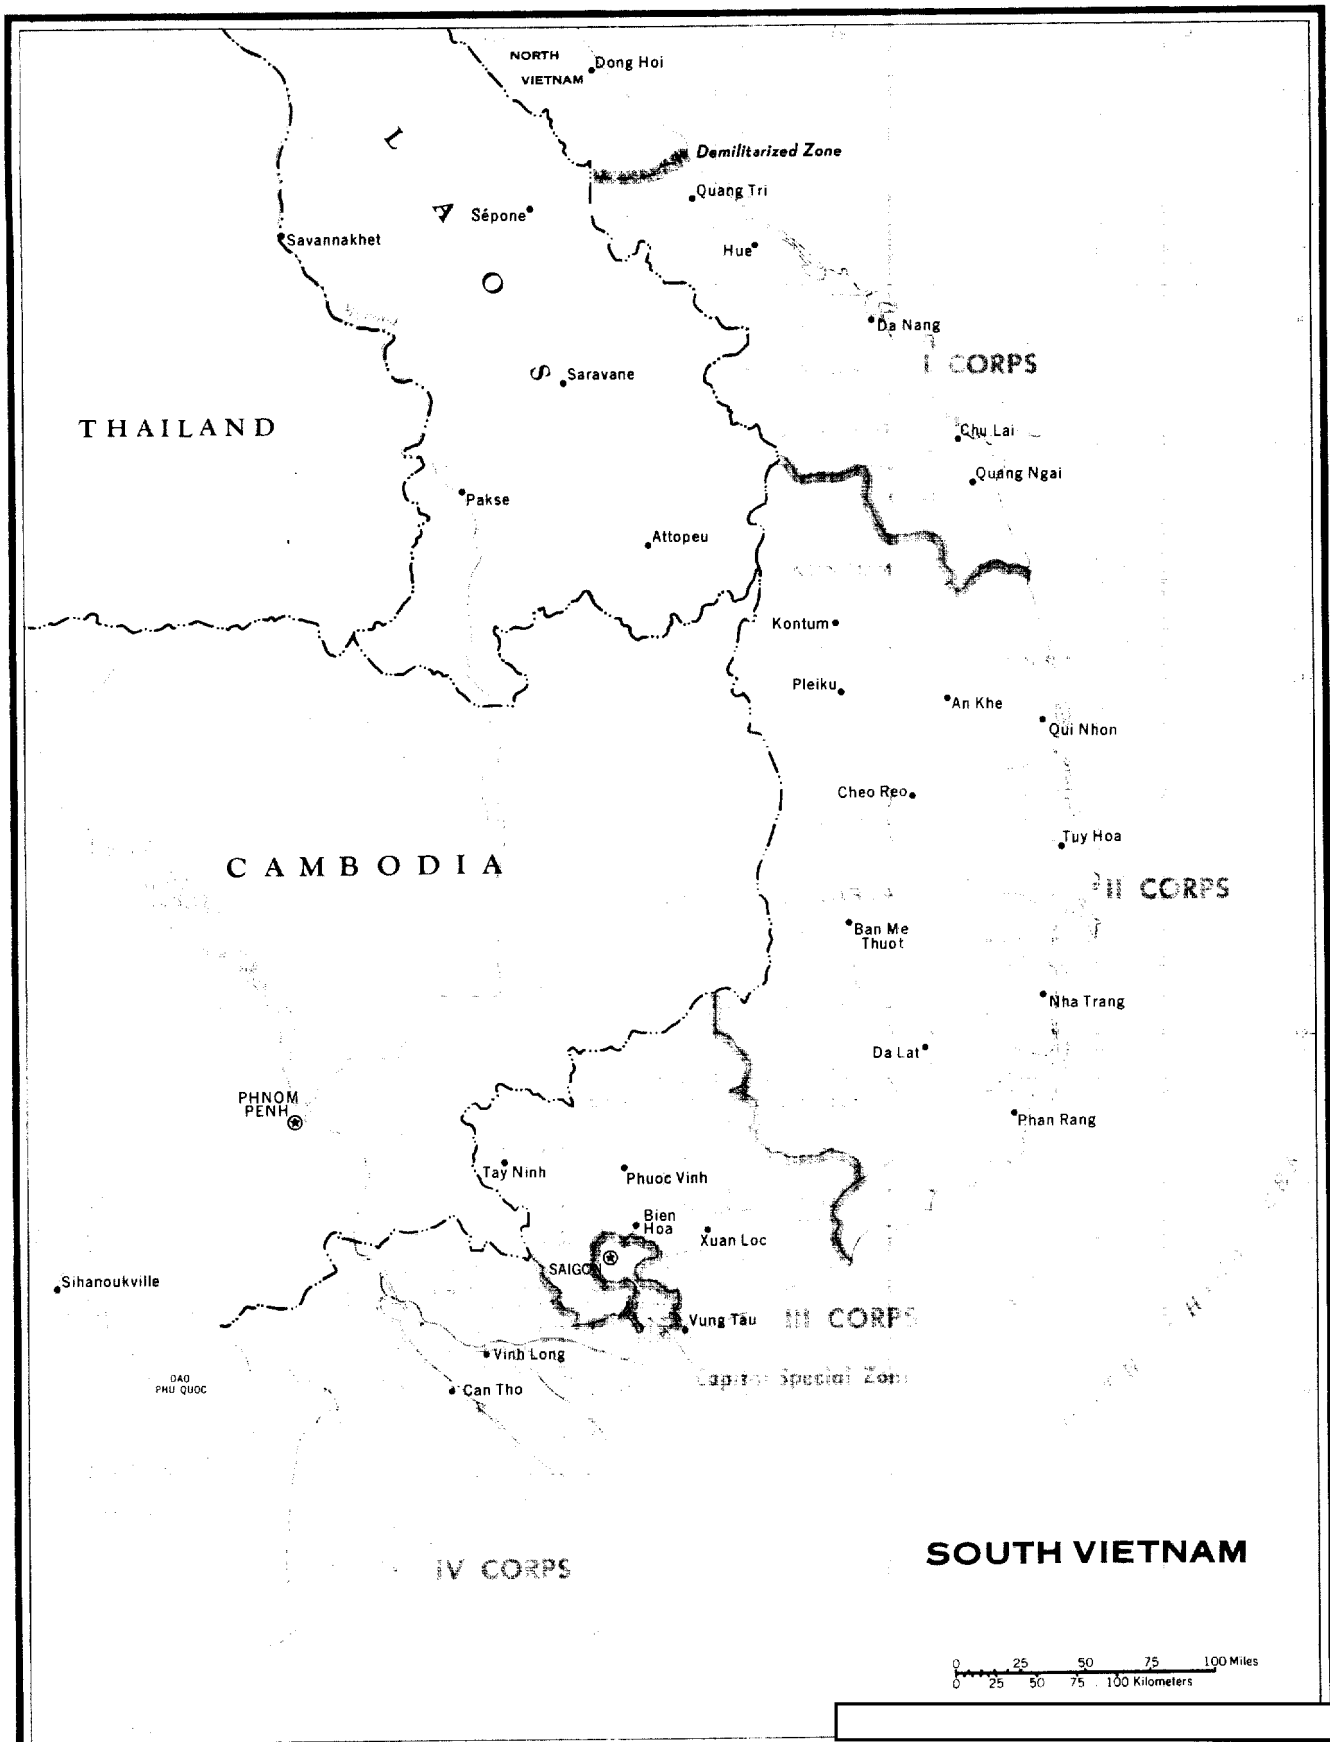 NORTH
VIETNAM
Dong Hoi
L
A
O
S
Demilitarized Zone
Quang Tri
Sépone
Savannakhet
Hue
Da Nang
I CORPS
Saravane
THAILAND
Chu Lai
Quang Ngai
Pakse
Attopeu
Kontum
Pleiku
An Khe
Qui Nhon
Cheo Reo
Tuy Hoa
CAMBODIA
II CORPS
Ban Me
Thuot
Nha Trang
Da Lat
PHNOM
PENH
Phan Rang
Tay Ninh
Phuoc Vinh
Bien
Hoa
Xuan Loc
SAIGON
Sihanoukville
Vung Tau
III CORPS
Vinh Long
Capital Special Zone
DAO
PHU QUOC
Can Tho
SOUTH VIETNAM
IV CORPS
0 25 50 75 100 Miles
0 25 50 75 100 Kilometers